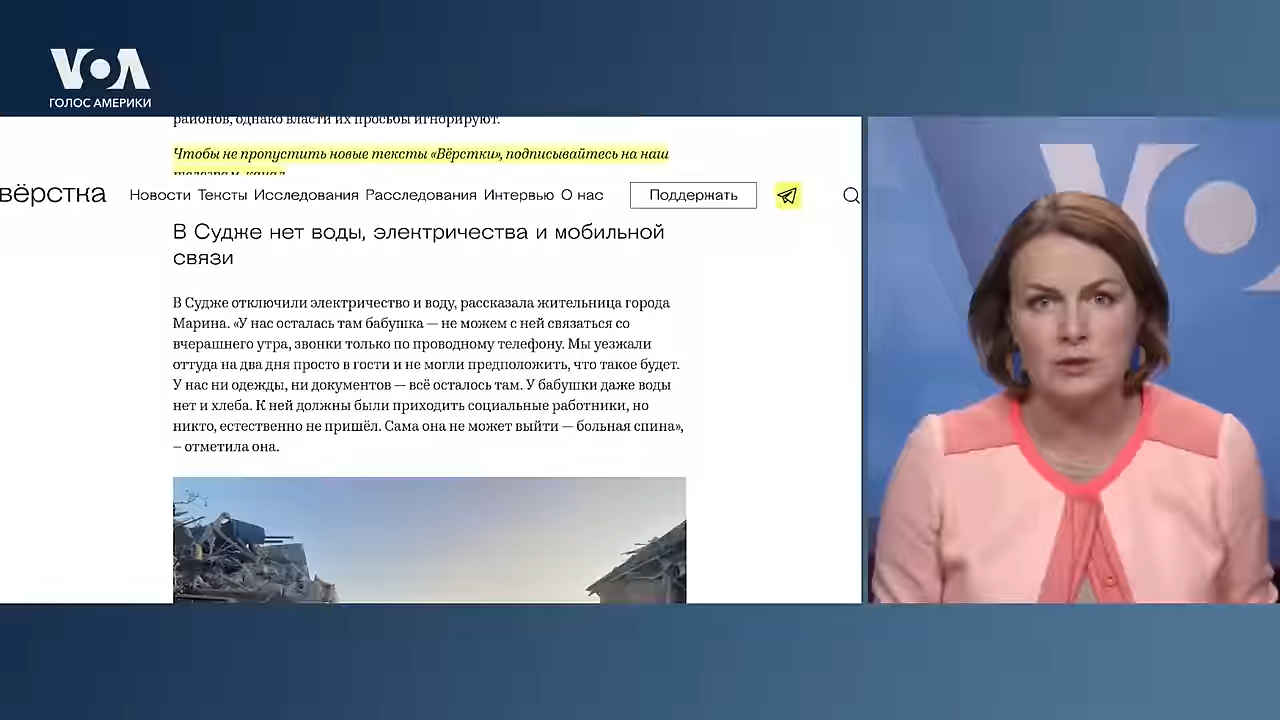 VOA
ГОЛОС АМЕРИКИ
районов, однако власти их просьбы игнорируют.
Чтобы не пропустить новые тексты «Вёрстки», подписывайтесь на наш
телеграм-канал
вёрстка Новости Тексты Исследования Расследования Интервью О нас Поддержать
В Судже нет воды, электричества и мобильной
связи
В Судже отключили электричество и воду, рассказала жительница города
Марина. «У нас осталась там бабушка — не можем с ней связаться со
вчерашнего утра, звонки только по проводному телефону. Мы уезжали
оттуда на два дня просто в гости и не могли предположить, что такое будет.
У нас ни одежды, ни документов — всё осталось там. У бабушки даже воды
нет и хлеба. К ней должны были приходить социальные работники, но
никто, естественно не пришёл. Сама она не может выйти — больная спина»,
– отметила она.